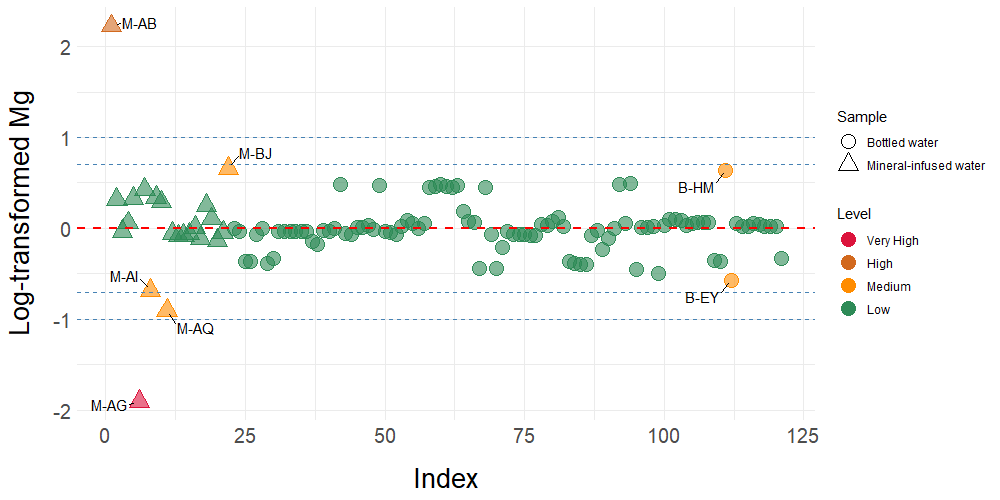 Log-transformed Mg
2
1
0
-1
-2
M-AB
M-BJ
B-HM
M-AI
M-AQ
B-EY
M-AG
0
25
50
75
100
125
Index
Sample
Bottled water
Mineral-infused water
Level
Very High
High
Medium
Low